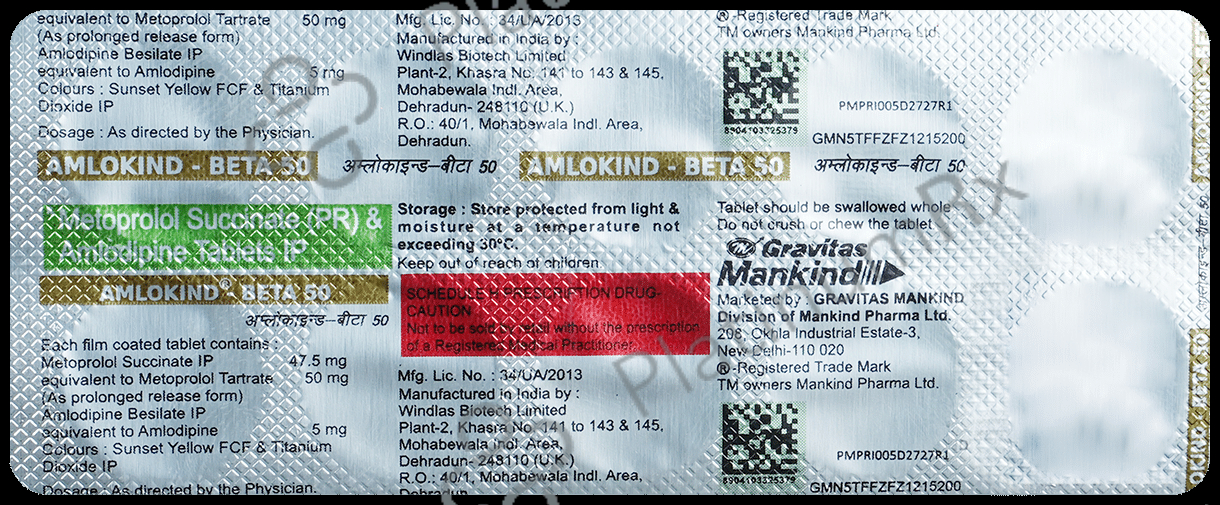 equivalent to Metoprolol Tartrate 50 mg
(As prolonged release form)
Amlodipine Besilate IP
equivalent to Amlodipine 5 mg
Colours : Sunset Yellow FCF & Titanium
Dioxide IP
Dosage : As directed by the Physician.
AMLOKIND - BETA 50 अम्लोकाइन्ड-बीटा 50
Metoprolol Succinate (PR) &
Amlodipine Tablets IP
AMLOKIND® - BETA 50
अम्लोकाइन्ड-बीटा 50
Each film coated tablet contains :
Metoprolol Succinate IP 47.5 mg
equivalent to Metoprolol Tartrate 50 mg
(As prolonged release form)
Amlodipine Besilate IP
equivalent to Amlodipine 5 mg
Colours : Sunset Yellow FCF & Titanium
Dioxide IP
Dosage : As directed by the Physician.
Mfg. Lic. No. : 34/UA/2013
Manufactured in India by :
Windlas Biotech Limited
Plant-2, Khasra No. 141 to 143 & 145,
Mohabewala Indl. Area,
Dehradun- 248110 (U.K.)
R.O.: 40/1, Mohabewala Indl. Area,
Dehradun.
AMLOKIND - BETA 50 अम्लोकाइन्ड-बीटा 50
Storage : Store protected from light &
moisture at a temperature not
exceeding 30°C.
Keep out of reach of children
SCHEDULE H PRESCRIPTION DRUG-
CAUTION
Not to be sold by retail without the prescription
of a Registered Medical Practitioner.
Mfg. Lic. No. : 34/UA/2013
Manufactured in India by :
Windlas Biotech Limited
Plant-2, Khasra No. 141 to 143 & 145,
Mohabewala Indl. Area,
Dehradun- 248110 (U.K.)
R.O.: 40/1, Mohabewala Indl. Area,
Dehradun
® -Registered Trade Mark
TM owners Mankind Pharma Ltd.
PMPRI005D2727R1
8904103325379
GMN5TFFZFZ1215200
Tablet should be swallowed whole
Do not crush or chew the tablet
Gravitas
Mankind
Marketed by : GRAVITAS MANKIND
Division of Mankind Pharma Ltd.
298, Okhla Industrial Estate-3,
New Delhi-110 020
® -Registered Trade Mark
TM owners Mankind Pharma Ltd.
PMPRI005D2727R1
8904103325379
GMN5TFFZFZ1215200
अम्लोकाइन्ड-बीटा 50